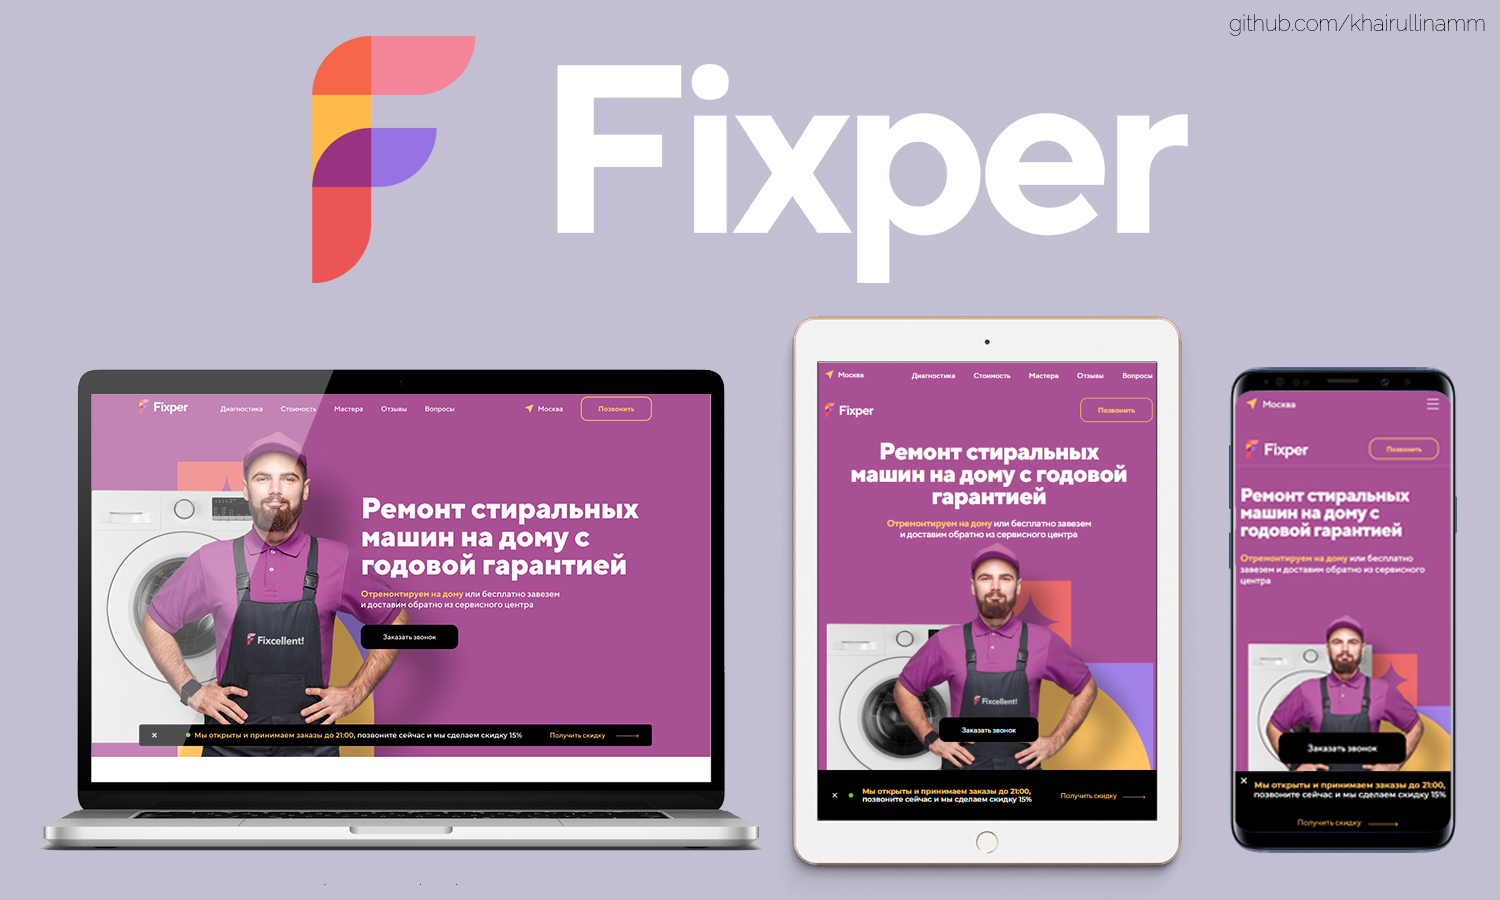 github.com/khairullinamm
Fixper
Fixper
Диагностика
Стоимость
Мастера
Отзывы
Вопросы
Москва
Позвонить
Ремонт стиральных
машин на дому с
годовой гарантией
Отремонтируем на дому или бесплатно завезем
и доставим обратно из сервисного центра
Заказать звонок
Fixcellent!
Мы открыты и принимаем заказы до 21:00, позвоните сейчас и мы сделаем скидку 15%
Получить скидку
Москва
Диагностика
Стоимость
Мастера
Отзывы
Вопросы
Fixper
Позвонить
Ремонт стиральных
машин на дому с годовой
гарантией
Отремонтируем на дому или бесплатно завезем
и доставим обратно из сервисного центра
Fixcellent!
Заказать звонок
Мы открыты и принимаем заказы до 21:00,
позвоните сейчас и мы сделаем скидку 15%
Получить скидку
Москва
Fixper
Позвонить
Ремонт стиральных
машин на дому с
годовой гарантией
Отремонтируем на дому или бесплатно
завезем и доставим обратно из сервисного
центра
Заказать звонок
Мы открыты и принимаем заказы до 21:00,
позвоните сейчас и мы сделаем скидку 15%
Получить скидку